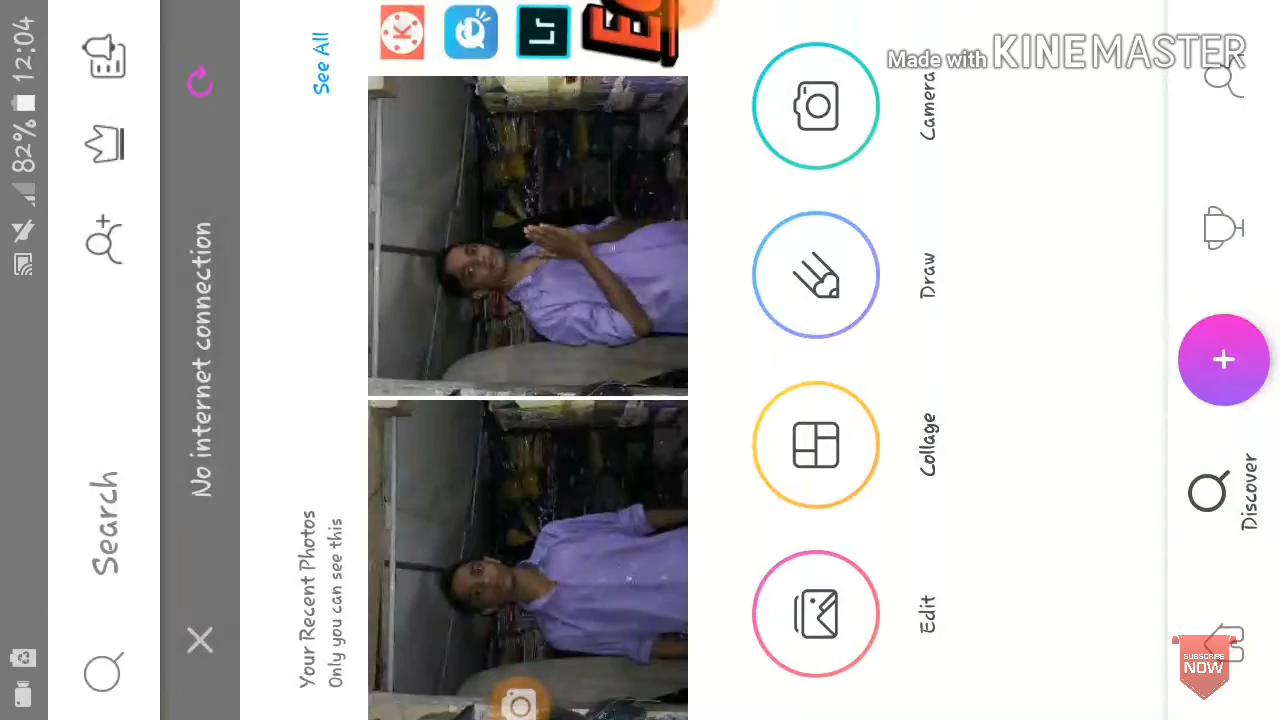 12:04
82%
Search
No internet connection
Your Recent Photos
Only you can see this
See All
K
Lr
Edit
Collage
Draw
Camera
Discover
Made with KINEMASTER
SUBSCRIBE
NOW